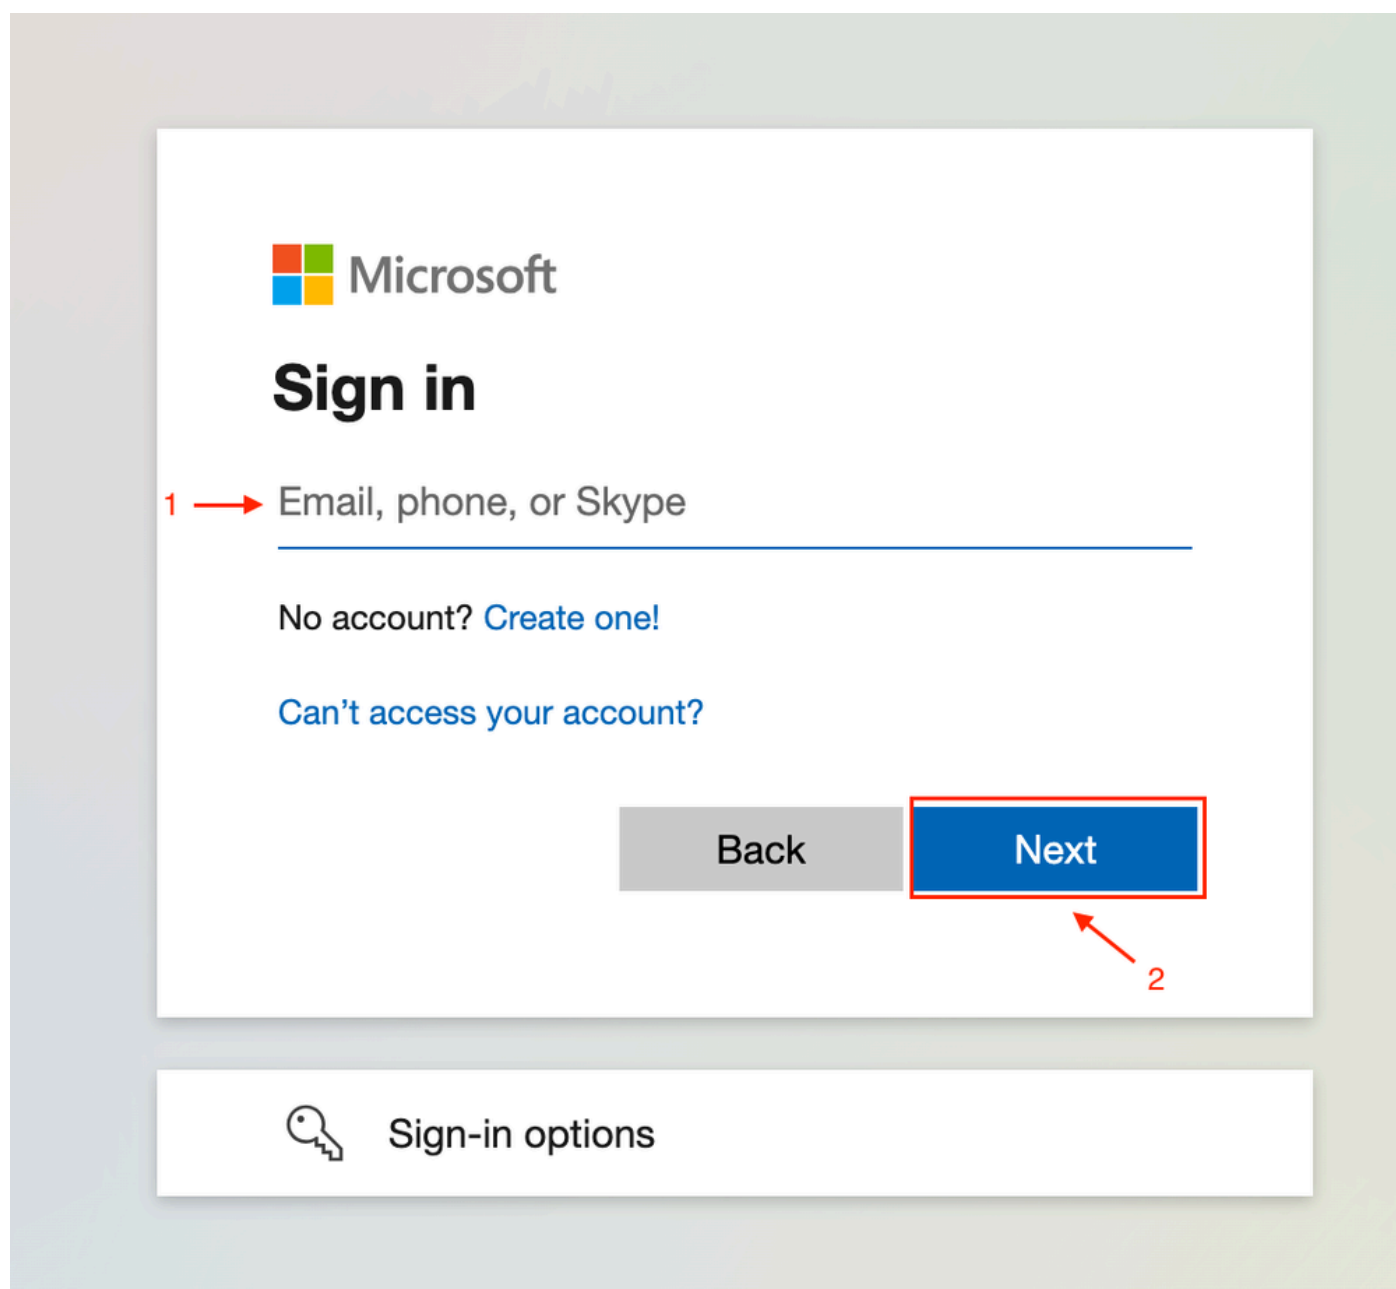 Microsoft
Sign in
1
Email, phone, or Skype
No account? Create one!
Can’t access your account?
Back
Next
2
Sign-in options